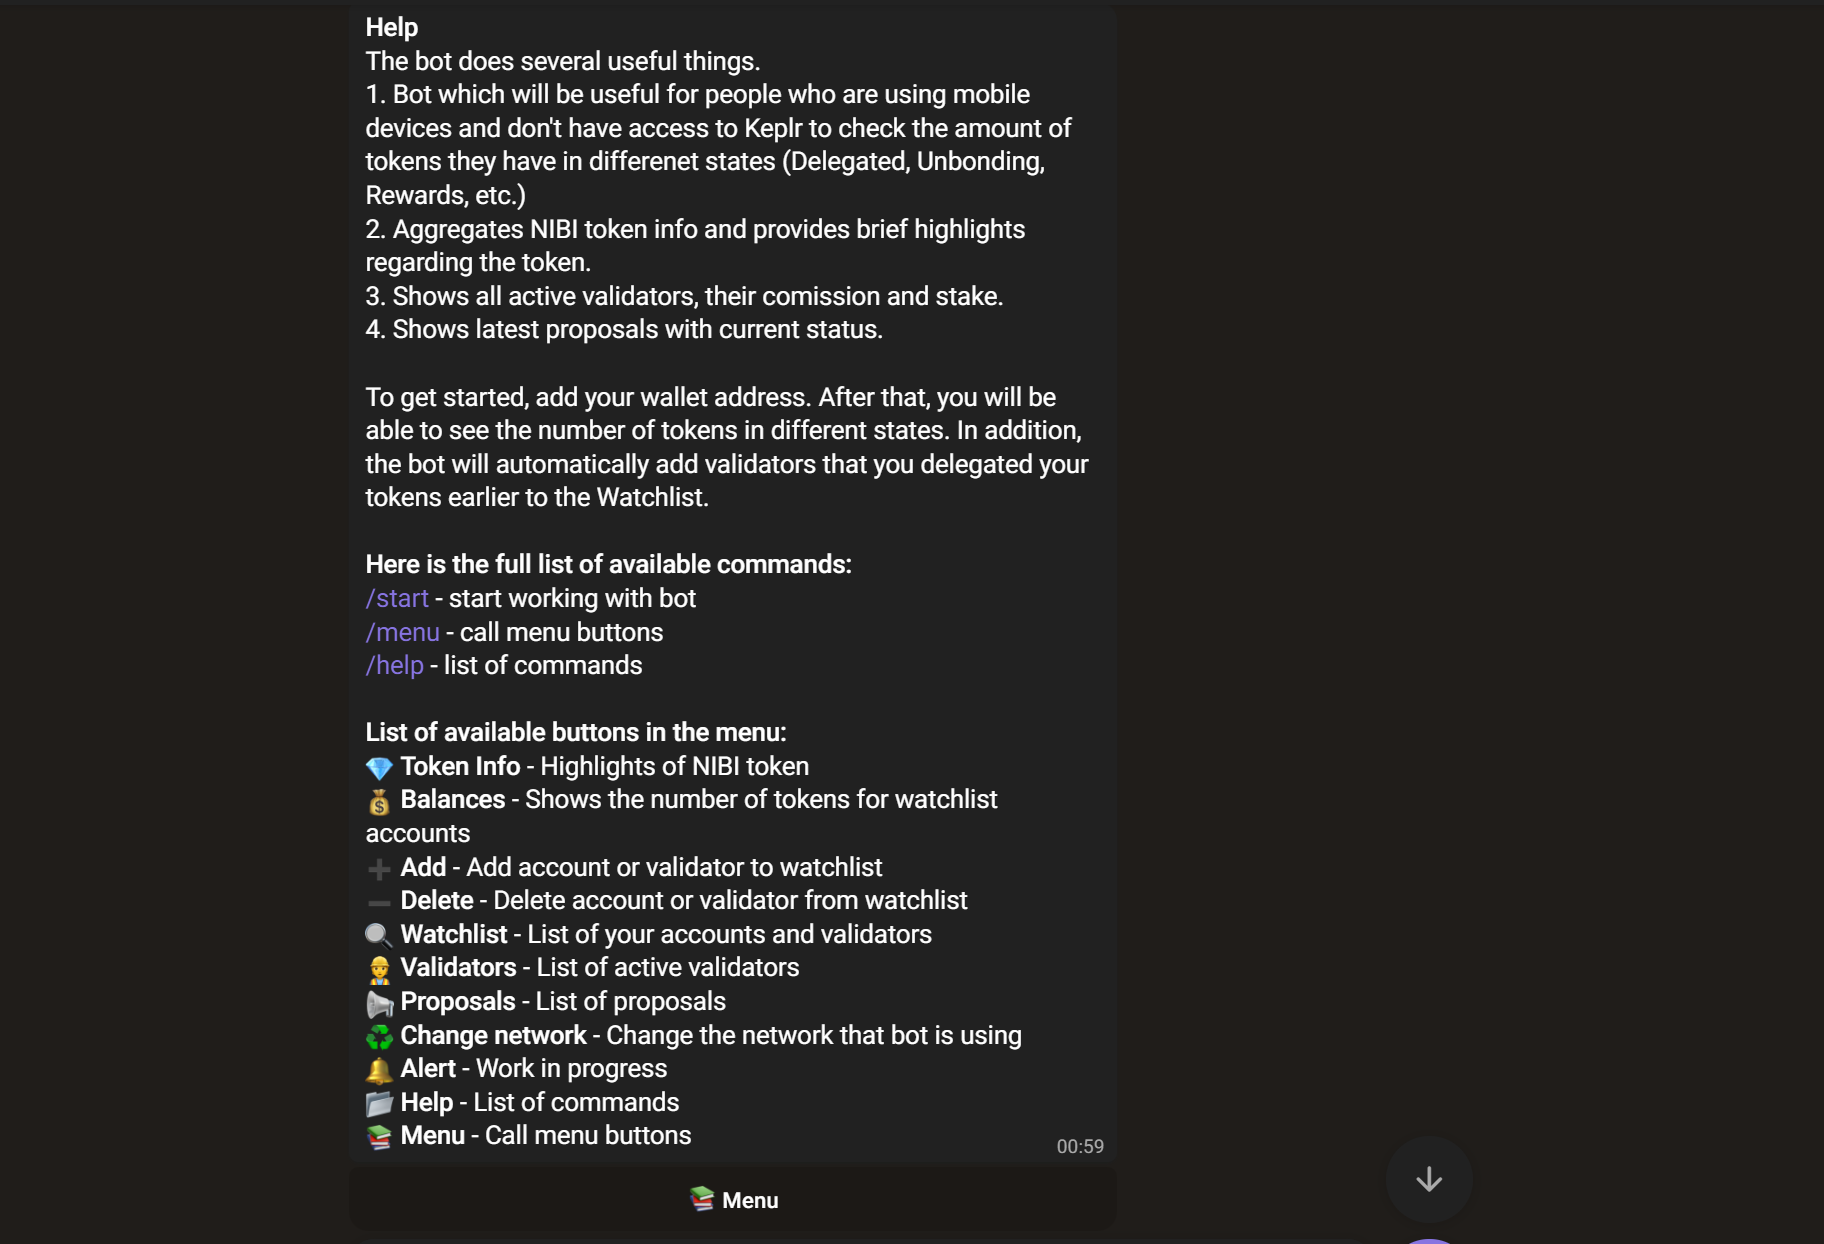 Help
The bot does several useful things.
1. Bot which will be useful for people who are using mobile
devices and don't have access to Keplr to check the amount of
tokens they have in differenet states (Delegated, Unbonding,
Rewards, etc.)
2. Aggregates NIBI token info and provides brief highlights
regarding the token.
3. Shows all active validators, their comission and stake.
4. Shows latest proposals with current status.
To get started, add your wallet address. After that, you will be
able to see the number of tokens in different states. In addition,
the bot will automatically add validators that you delegated your
tokens earlier to the Watchlist.
Here is the full list of available commands:
/start - start working with bot
/menu - call menu buttons
/help - list of commands
List of available buttons in the menu:
💎 Token Info - Highlights of NIBI token
💰 Balances - Shows the number of tokens for watchlist
accounts
➕ Add - Add account or validator to watchlist
➖ Delete - Delete account or validator from watchlist
🔍 Watchlist - List of your accounts and validators
👷 Validators - List of active validators
📢 Proposals - List of proposals
♻️ Change network - Change the network that bot is using
🔔 Alert - Work in progress
📂 Help - List of commands
📚 Menu - Call menu buttons
00:59
📚 Menu